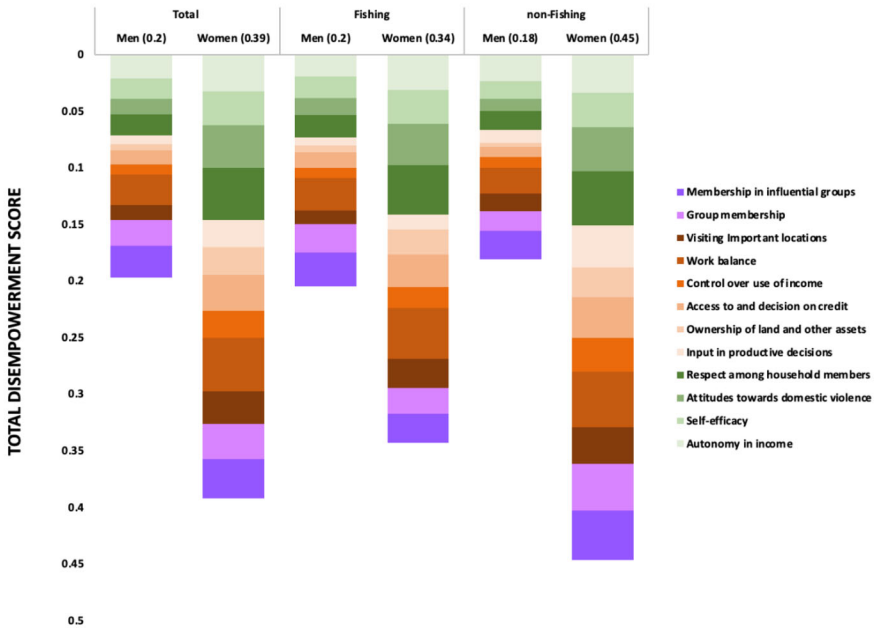 Total Fishing non-Fishing
Men (0.2) Women (0.39) Men (0.2) Women (0.34) Men (0.18) Women (0.45)
0
0.05
0.1
0.15
0.2
0.25
0.3
0.35
0.4
0.45
0.5
TOTAL DISEMPOWERMENT SCORE
Membership in influential groups
Group membership
Visiting Important locations
Work balance
Control over use of income
Access to and decision on credit
Ownership of land and other assets
Input in productive decisions
Respect among household members
Attitudes towards domestic violence
Self-efficacy
Autonomy in income